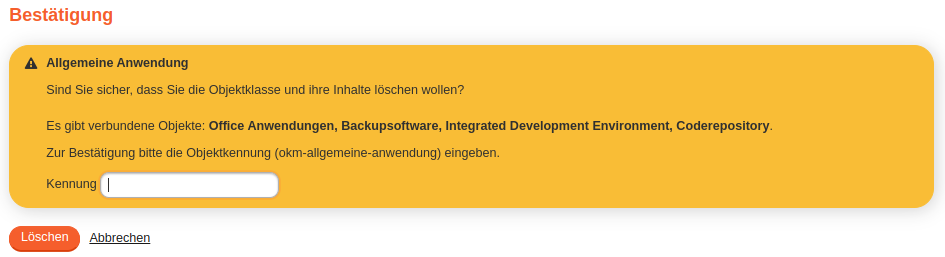 Bestätigung
Allgemeine Anwendung
Sind Sie sicher, dass Sie die Objektklasse und ihre Inhalte löschen wollen?
Es gibt verbundene Objekte: Office Anwendungen, Backupsoftware, Integrated Development Environment, Coderepository.
Zur Bestätigung bitte die Objektkennung (okm-allgemeine-anwendung) eingeben.
Kennung
Löschen Abbrechen